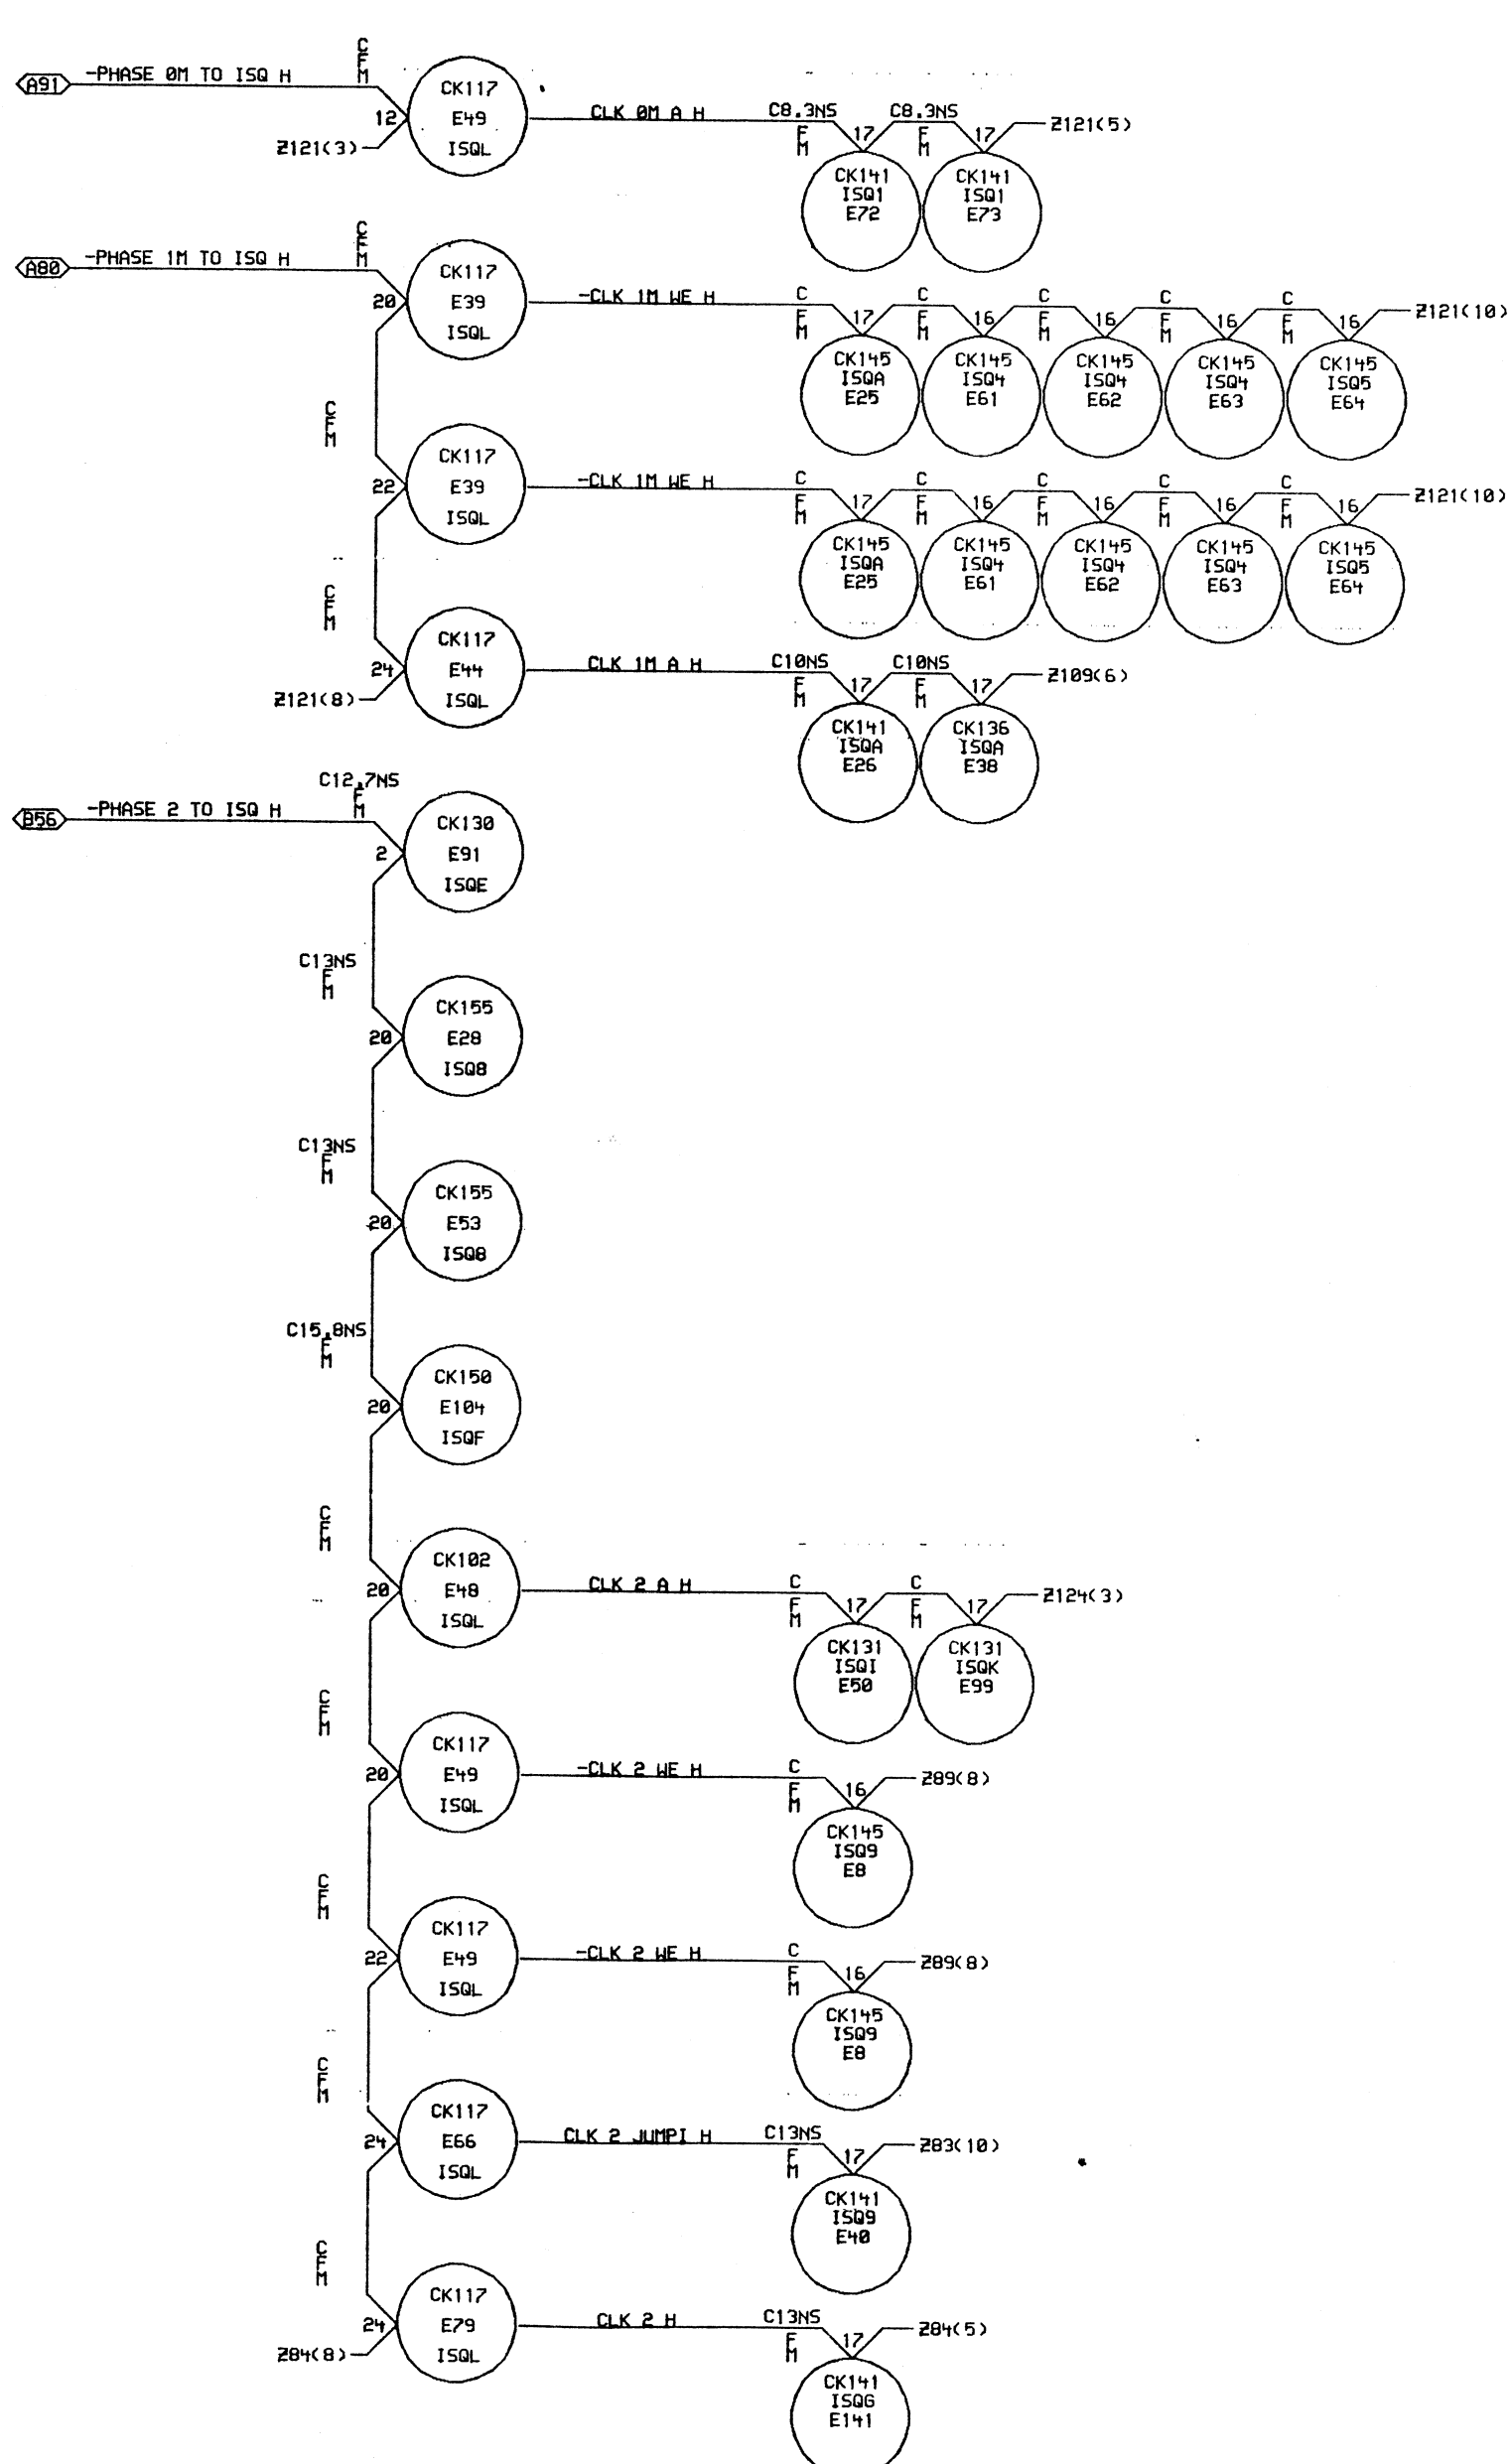 A91
-PHASE 0M TO ISQ H
C
F
M
12
Z121(3)
CK117
E49
ISQL
CLK 0M A H
C8.3NS
F
M
17
CK141
ISQ1
E72
C8.3NS
F
M
17
CK141
ISQ1
E73
Z121(5)
A80
-PHASE 1M TO ISQ H
C
F
M
20
CK117
E39
ISQL
-CLK 1M WE H
C
F
M
17
CK145
ISQA
E25
C
F
M
16
CK145
ISQ4
E61
C
F
M
16
CK145
ISQ4
E62
C
F
M
16
CK145
ISQ4
E63
C
F
M
16
CK145
ISQ5
E64
Z121(10)
C
F
M
22
CK117
E39
ISQL
-CLK 1M WE H
C
F
M
17
CK145
ISQA
E25
C
F
M
16
CK145
ISQ4
E61
C
F
M
16
CK145
ISQ4
E62
C
F
M
16
CK145
ISQ4
E63
C
F
M
16
CK145
ISQ5
E64
Z121(10)
C
F
M
24
Z121(8)
CK117
E44
ISQL
CLK 1M A H
C10NS
F
M
17
CK141
ISQA
E26
C10NS
F
M
17
CK136
ISQA
E38
Z109(6)
B56
-PHASE 2 TO ISQ H
C12.7NS
F
M
2
CK130
E91
ISQE
C13NS
F
M
20
CK155
E28
ISQ8
C13NS
F
M
20
CK155
E53
ISQ8
C15.8NS
F
M
20
CK150
E104
ISQF
C
F
M
20
CK102
E48
ISQL
CLK 2 A H
C
F
M
17
CK131
ISQI
E50
C
F
M
17
CK131
ISQK
E99
Z124(3)
C
F
M
20
CK117
E49
ISQL
-CLK 2 WE H
C
F
M
16
CK145
ISQ9
E8
Z89(8)
C
F
M
22
CK117
E49
ISQL
-CLK 2 WE H
C
F
M
16
CK145
ISQ9
E8
Z89(8)
C
F
M
24
CK117
E66
ISQL
CLK 2 JUMPI H
C13NS
F
M
17
CK141
ISQ9
E40
Z83(10)
C
F
M
24
Z84(8)
CK117
E79
ISQL
CLK 2 H
C13NS
F
M
17
CK141
ISQG
E141
Z84(5)